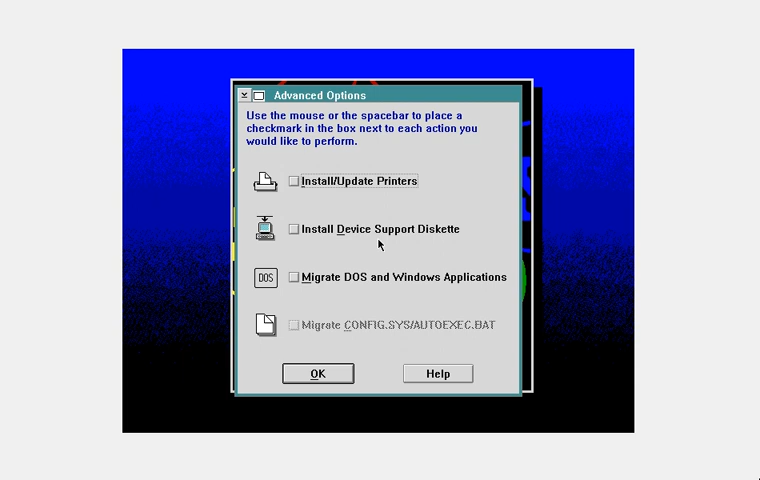 Advanced Options
Use the mouse or the spacebar to place a
checkmark in the box next to each action you
would like to perform.
Install/Update Printers
Install Device Support Diskette
DOS
Migrate DOS and Windows Applications
Migrate CONFIG.SYS/AUTOEXEC.BAT
OK
Help